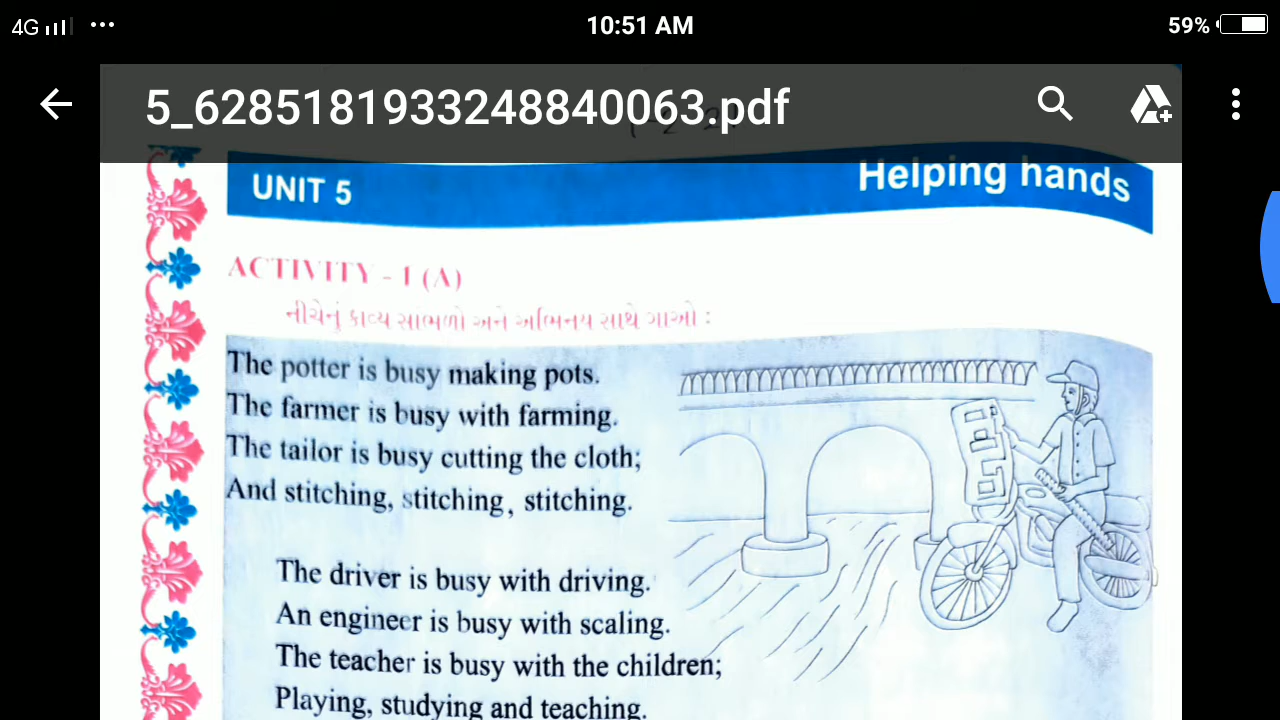 4G ... 10:51 AM 59%
5_6285181933248840063.pdf
UNIT 5 Helping hands
ACTIVITY - 1 (A)
નીચેનું કાવ્ય સાંભળો અને અભિનય સાથે ગાઓ :
The potter is busy making pots.
The farmer is busy with farming.
The tailor is busy cutting the cloth;
And stitching, stitching, stitching.
The driver is busy with driving.
An engineer is busy with scaling.
The teacher is busy with the children;
Playing, studying and teaching.